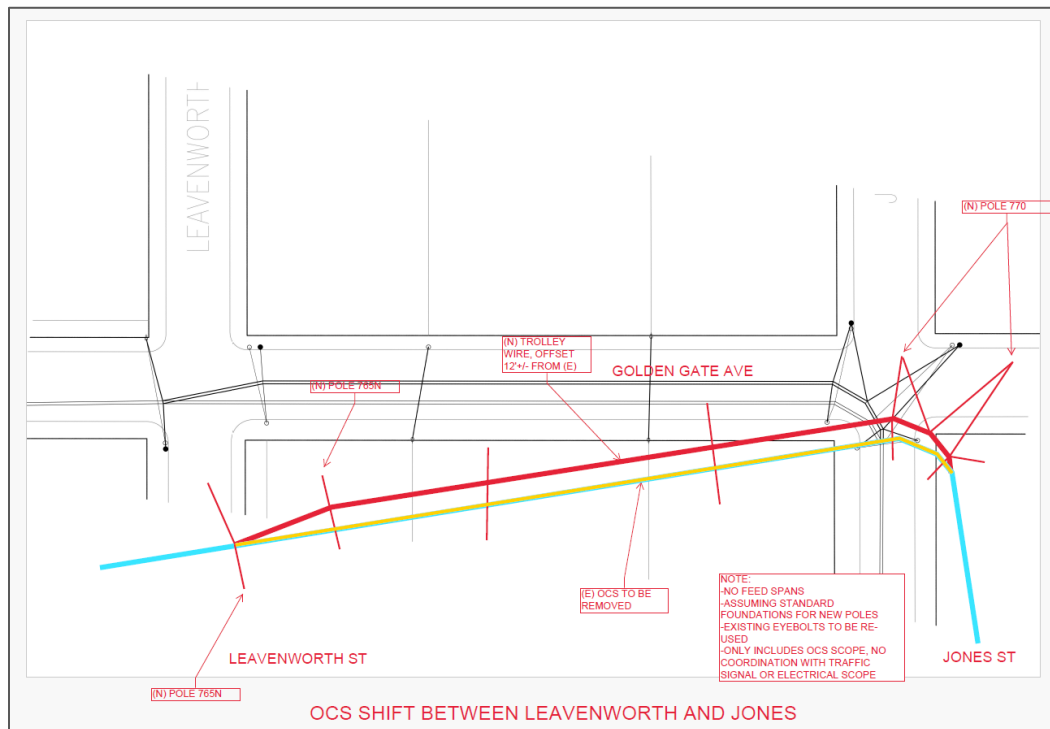 LEAVENWORTH
J
(N) POLE 770
(N) TROLLEY
WIRE, OFFSET
12'+/- FROM (E)
GOLDEN GATE AVE
(N) POLE 765N
(E) OCS TO BE
REMOVED
NOTE:
-NO FEED SPANS
-ASSUMING STANDARD
FOUNDATIONS FOR NEW POLES
-EXISTING EYEBOLTS TO BE RE-
USED
-ONLY INCLUDES OCS SCOPE, NO
COORDINATION WITH TRAFFIC
SIGNAL OR ELECTRICAL SCOPE
LEAVENWORTH ST
JONES ST
(N) POLE 765N
OCS SHIFT BETWEEN LEAVENWORTH AND JONES